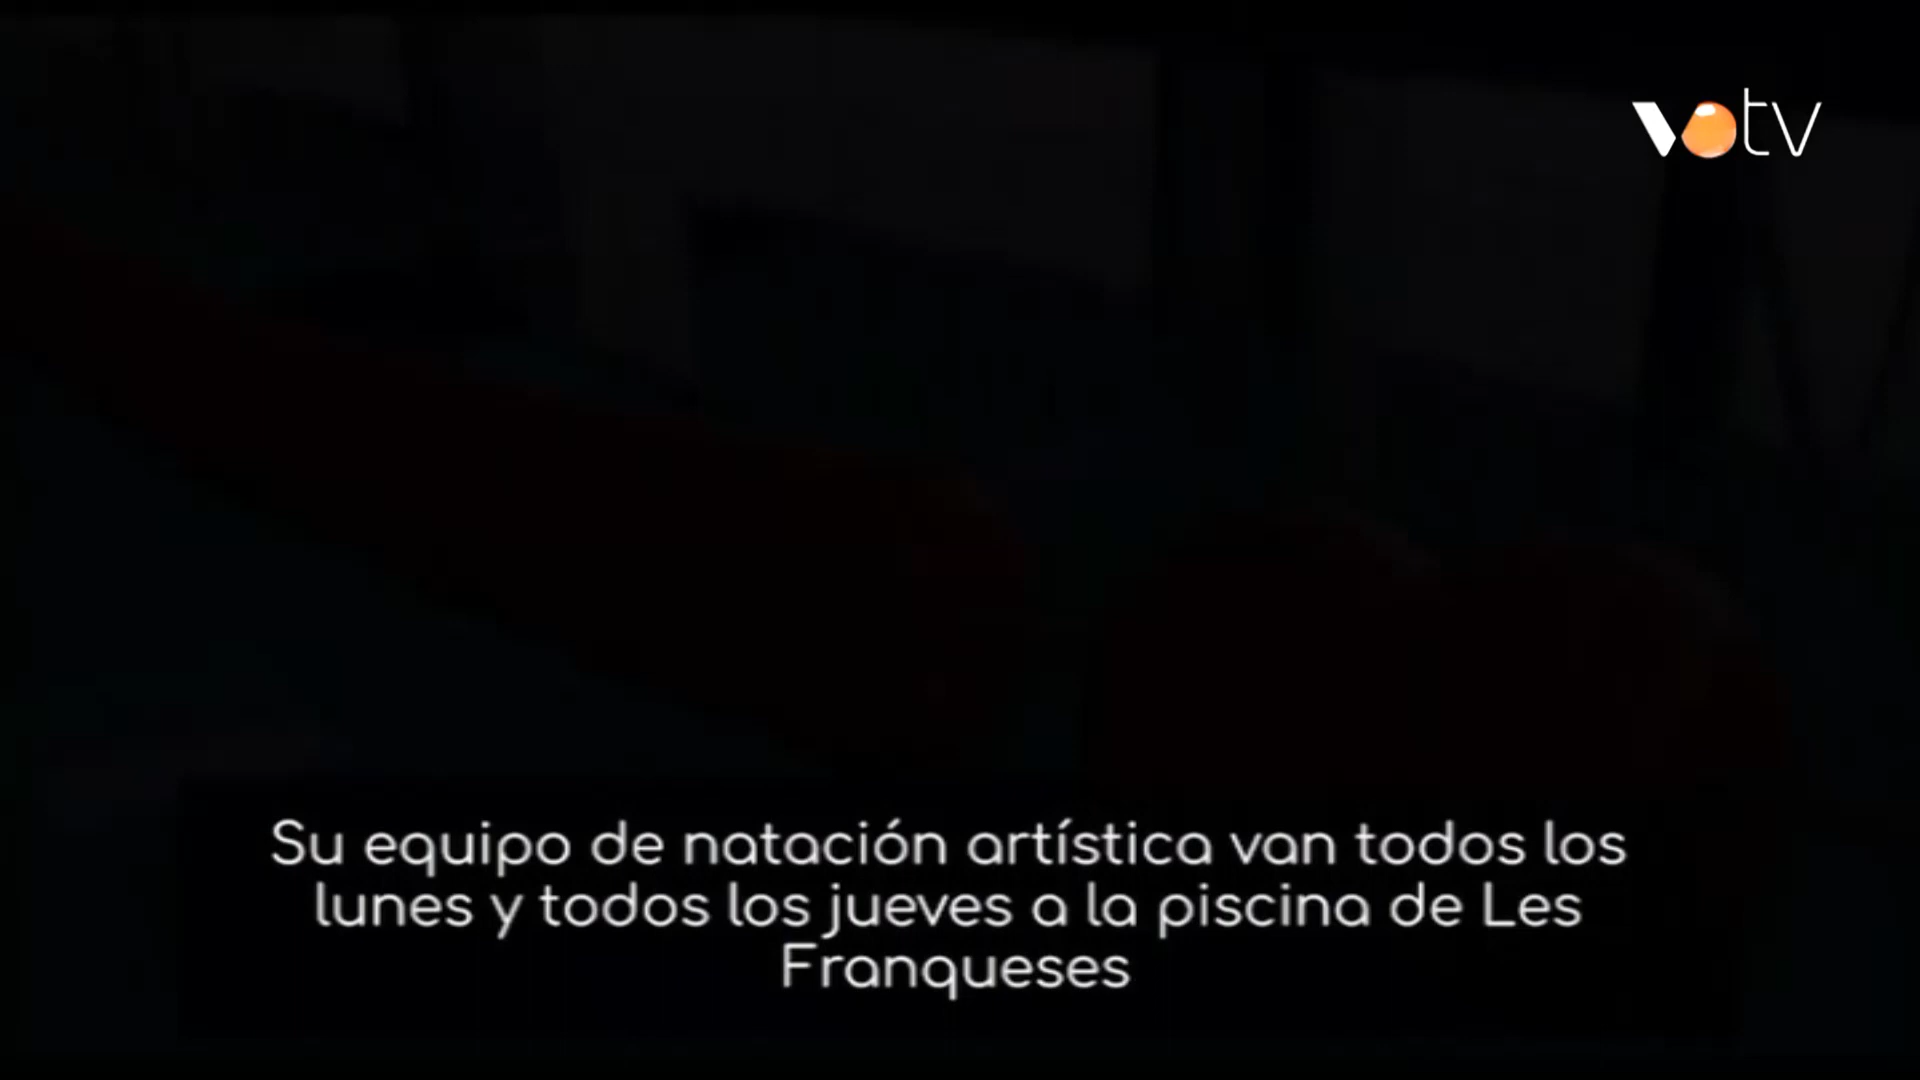 votv
Su equipo de natación artística van todos los
lunes y todos los jueves a la piscina de Les
Franqueses